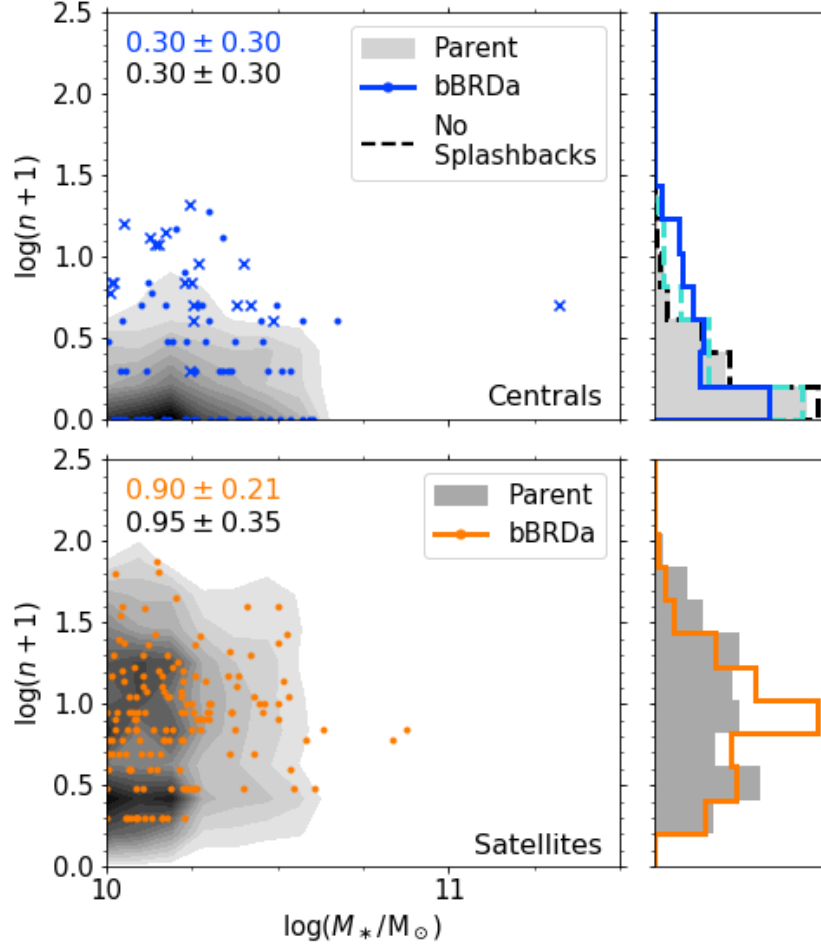 2.5
2.0
1.5
1.0
0.5
0.0
log(n + 1)
0.30 ± 0.30
0.30 ± 0.30
Parent
bBRDa
No
Splashbacks
Centrals
2.5
2.0
1.5
1.0
0.5
0.0
log(n + 1)
0.90 ± 0.21
0.95 ± 0.35
Parent
bBRDa
Satellites
10
11
log(M∗/M⊙)